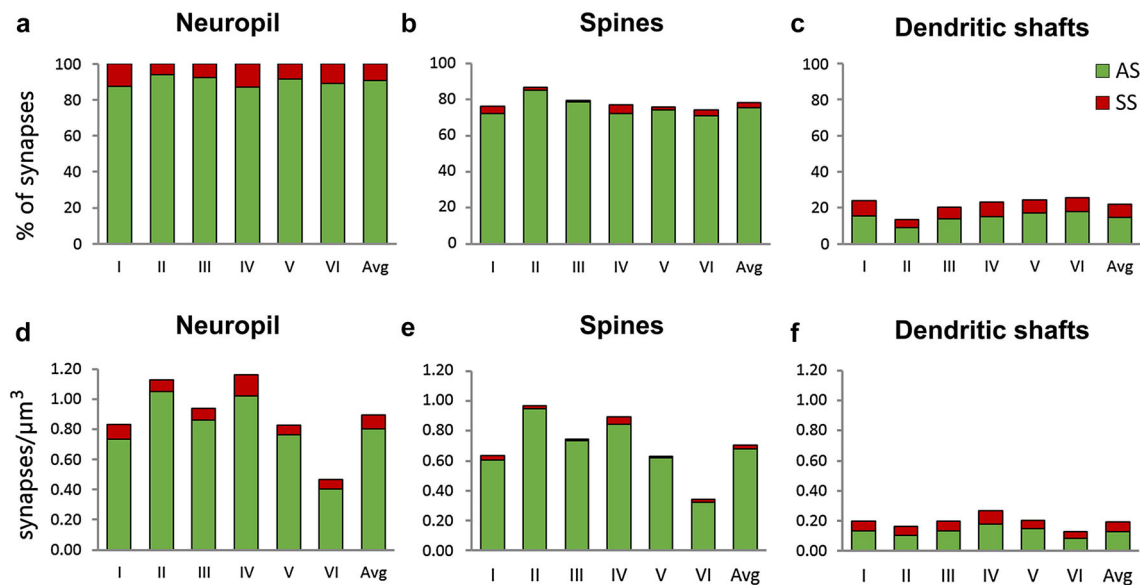 a Neuropil
b Spines
c Dendritic shafts
% of synapses
100
80
60
40
20
0
I II III IV V VI Avg
100
80
60
40
20
0
I II III IV V VI Avg
100
80
60
40
20
0
I II III IV V VI Avg
AS
SS
d Neuropil
e Spines
f Dendritic shafts
synapses/μm³
1.20
1.00
0.80
0.60
0.40
0.20
0.00
I II III IV V VI Avg
1.20
1.00
0.80
0.60
0.40
0.20
0.00
I II III IV V VI Avg
1.20
1.00
0.80
0.60
0.40
0.20
0.00
I II III IV V VI Avg